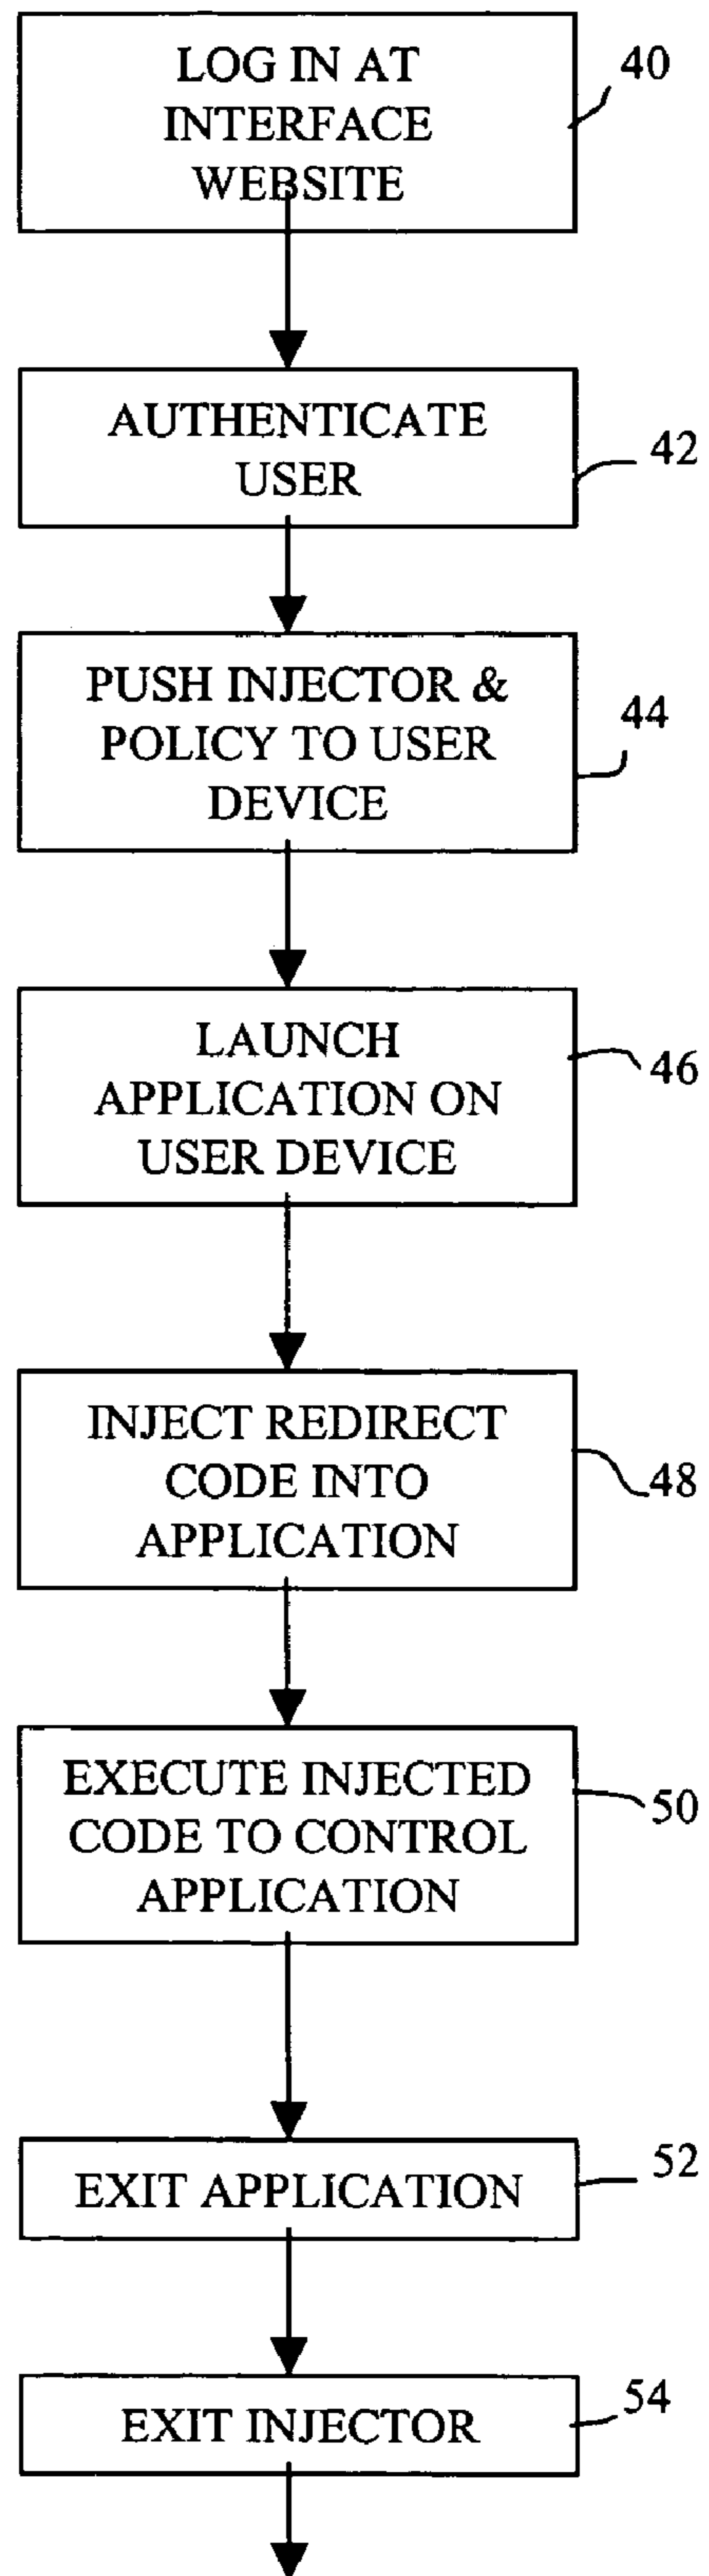 LOG IN AT
INTERFACE
WEBSITE
40
AUTHENTICATE
USER
42
PUSH INJECTOR &
POLICY TO USER
DEVICE
44
LAUNCH
APPLICATION ON
USER DEVICE
46
INJECT REDIRECT
CODE INTO
APPLICATION
48
EXECUTE INJECTED
CODE TO CONTROL
APPLICATION
50
EXIT APPLICATION
52
EXIT INJECTOR
54